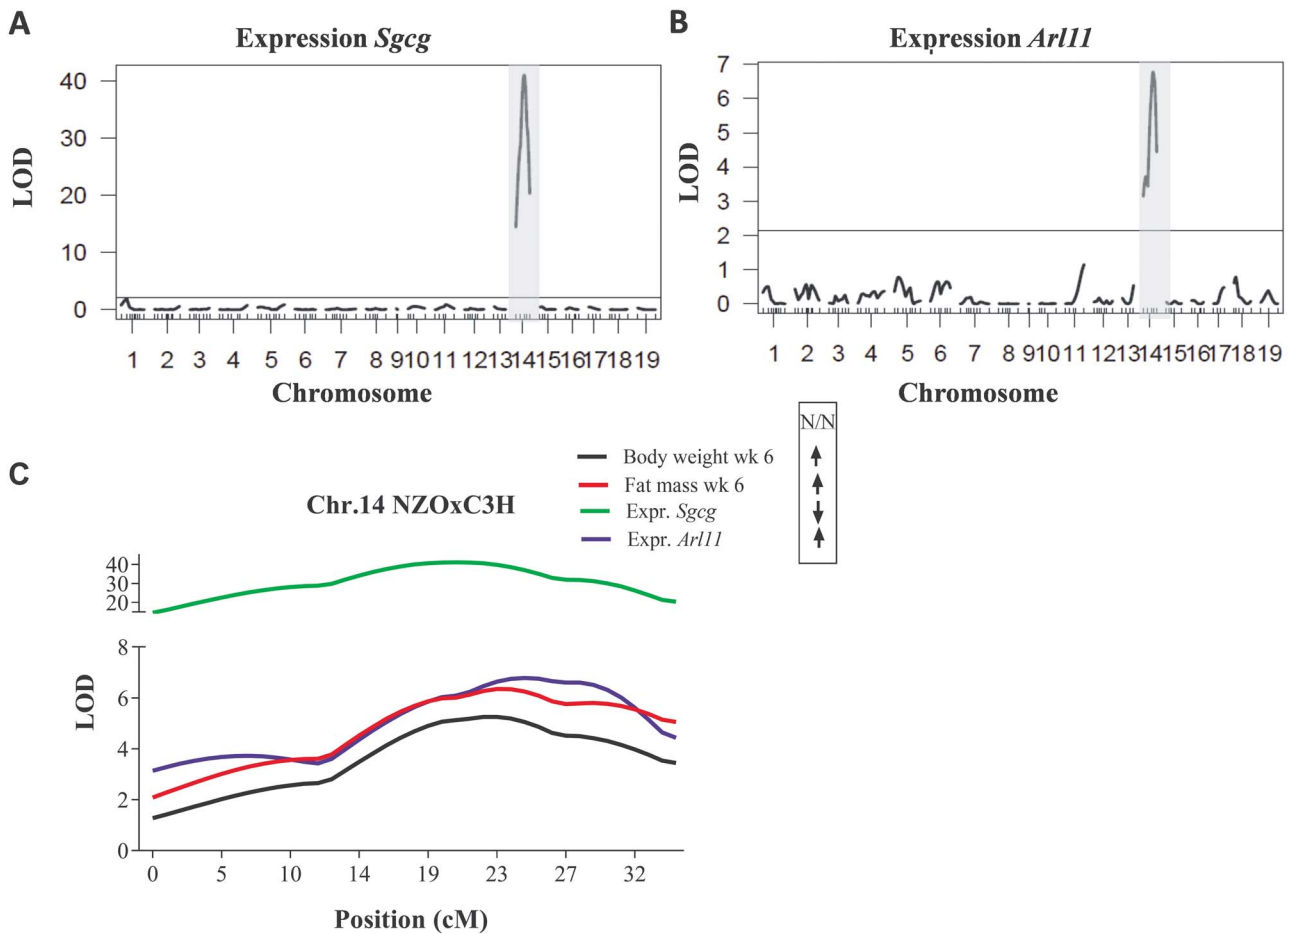 A
Expression Sgcg
LOD
40
30
20
10
0
1 2 3 4 5 6 7 8 9 10 11 12 13 14 15 16 17 18 19
Chromosome
B
Expression Arl11
LOD
7
6
5
4
3
2
1
0
1 2 3 4 5 6 7 8 9 10 11 12 13 14 15 16 17 18 19
Chromosome
C
Chr.14 NZOxC3H
Body weight wk 6
Fat mass wk 6
Expr. Sgcg
Expr. Arl11
N/N
40
30
20
LOD
8
6
4
2
0
0 5 10 14 19 23 27 32
Position (cM)